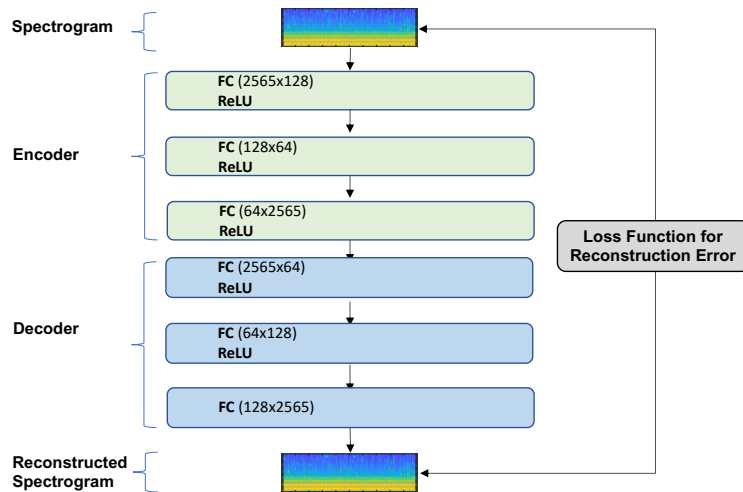 Spectrogram
FC (2565x128)
ReLU
Encoder
FC (128x64)
ReLU
FC (64x2565)
ReLU
Loss Function for
Reconstruction Error
FC (2565x64)
ReLU
Decoder
FC (64x128)
ReLU
FC (128x2565)
Reconstructed
Spectrogram